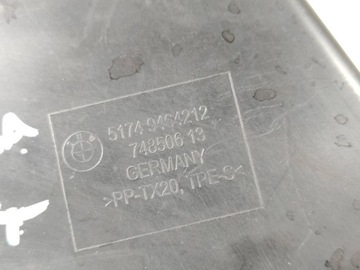 5174 9464212
748506 13
GERMANY
>PP-TX20, TPE-S<